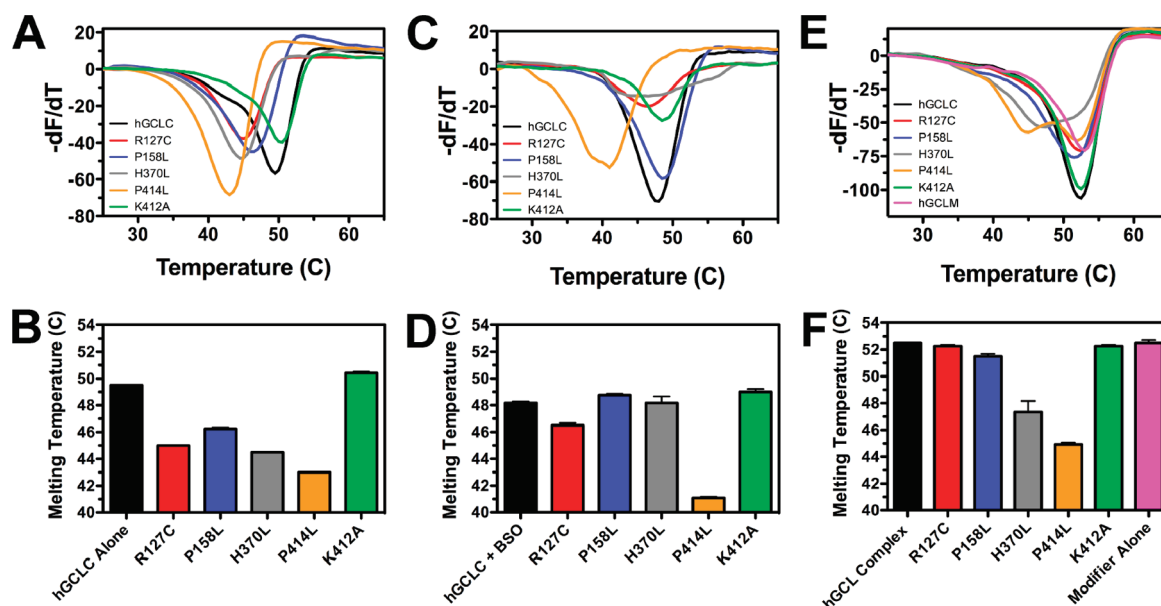 A
-dF/dT
20
0
-20
-40
-60
-80
hGCLC
R127C
P158L
H370L
P414L
K412A
30
40
50
60
Temperature (C)
C
-dF/dT
20
0
-20
-40
-60
-80
hGCLC
R127C
P158L
H370L
P414L
K412A
30
40
50
60
Temperature (C)
E
-dF/dT
0
-25
-50
-75
-100
hGCLC
R127C
P158L
H370L
P414L
K412A
hGCLM
30
40
50
60
Temperature (C)
B
Melting Temperature (C)
54
52
50
48
46
44
42
40
hGCLC Alone
R127C
P158L
H370L
P414L
K412A
D
Melting Temperature (C)
54
52
50
48
46
44
42
40
hGCLC + BSO
R127C
P158L
H370L
P414L
K412A
F
Melting Temperature (C)
54
52
50
48
46
44
42
40
hGCL Complex
R127C
P158L
H370L
P414L
K412A
Modifier Alone